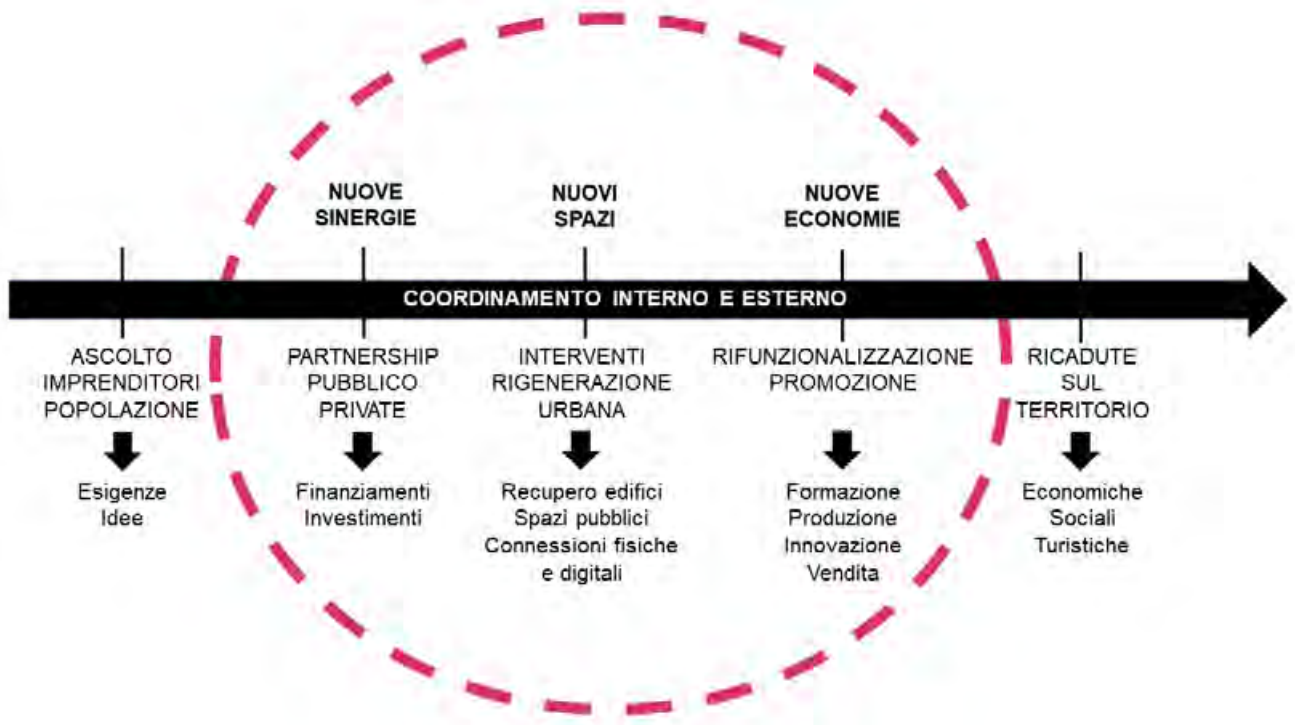 NUOVE
SINERGIE
NUOVI
SPAZI
NUOVE
ECONOMIE
COORDINAMENTO INTERNO E ESTERNO
ASCOLTO
IMPRENDITORI
POPOLAZIONE
Esigenze
Idee
PARTNERSHIP
PUBBLICO
PRIVATE
Finanziamenti
Investimenti
INTERVENTI
RIGENERAZIONE
URBANA
Recupero edifici
Spazi pubblici
Connessioni fisiche
e digitali
RIFUNZIONALIZZAZIONE
PROMOZIONE
Formazione
Produzione
Innovazione
Vendita
RICADUTE
SUL
TERRITORIO
Economiche
Sociali
Turistiche